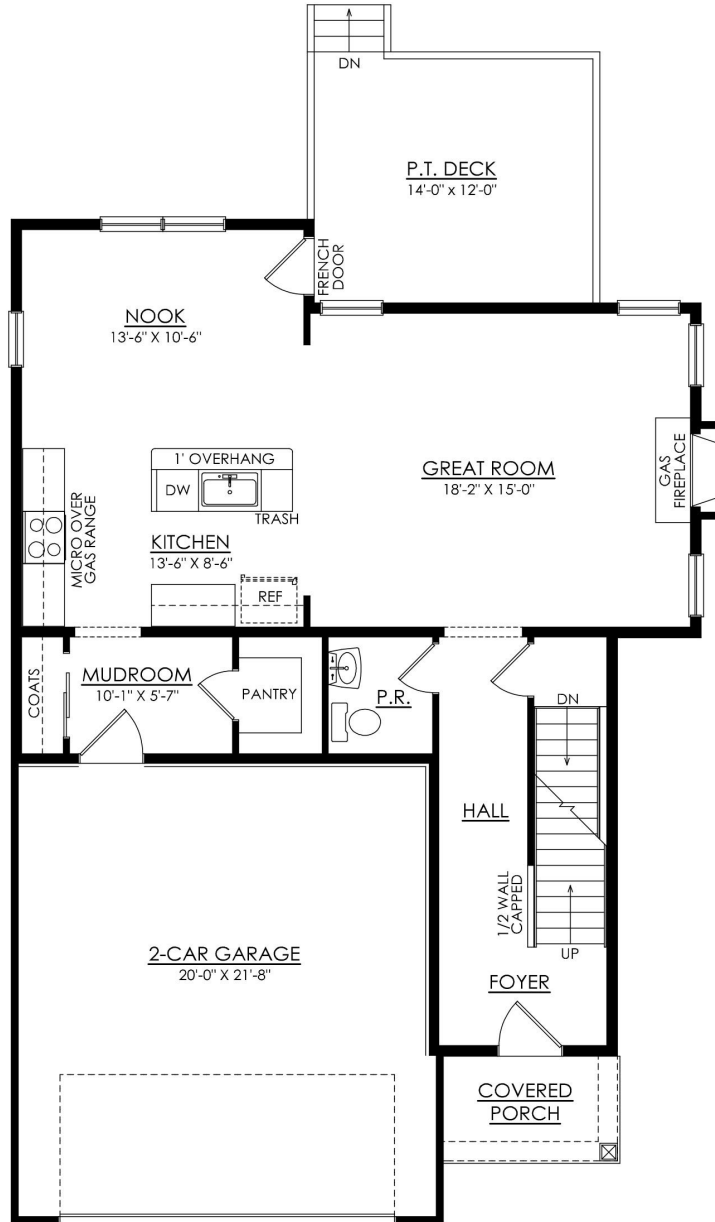 DN
P.T. DECK
14'-0" x 12'-0"
FRENCH
DOOR
NOOK
13'-6" X 10'-6"
1' OVERHANG
DW
TRASH
GREAT ROOM
18'-2" X 15'-0"
GAS
FIREPLACE
MICRO OVER
GAS RANGE
KITCHEN
13'-6" X 8'-6"
REF
COATS
MUDROOM
10'-1" X 5'-7"
PANTRY
P.R.
DN
HALL
1/2 WALL
CAPPED
UP
2-CAR GARAGE
20'-0" X 21'-8"
FOYER
COVERED
PORCH